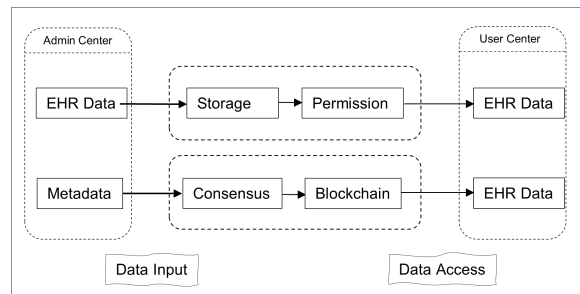 Admin Center
User Center
EHR Data
Storage
Permission
EHR Data
Metadata
Consensus
Blockchain
EHR Data
Data Input
Data Access